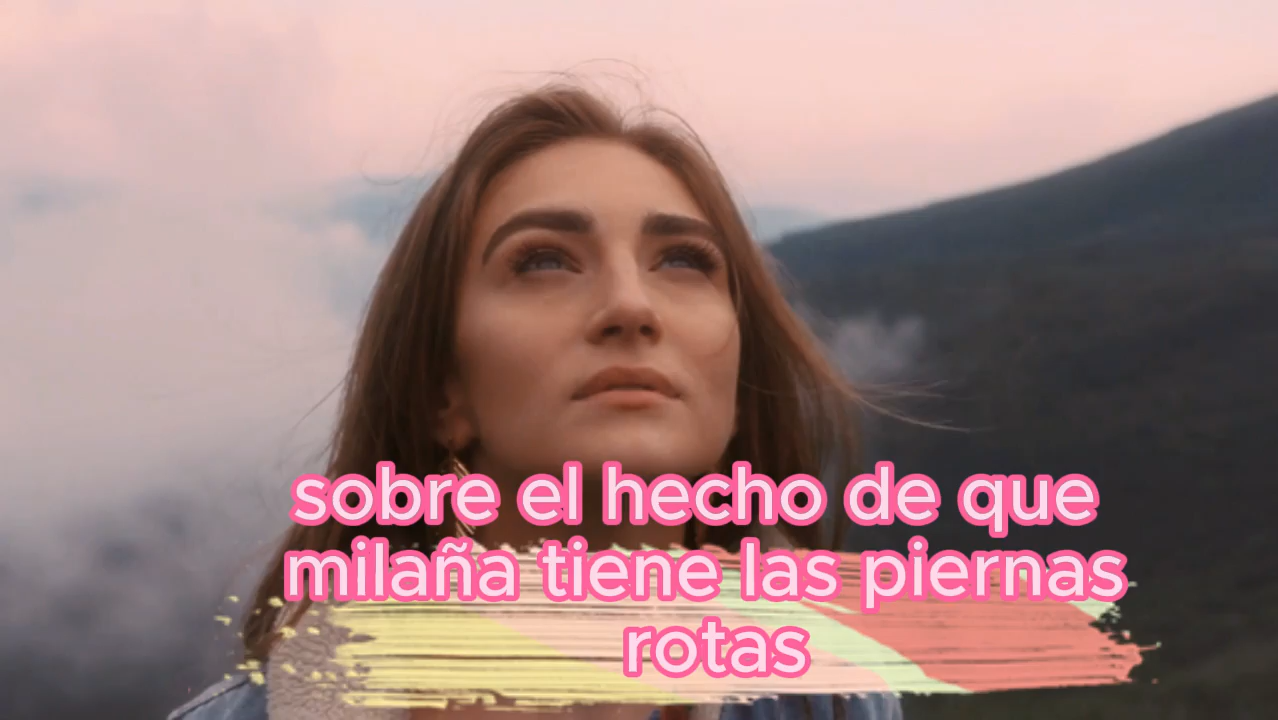 sobre el hecho de que
milaña tiene las piernas
rotas